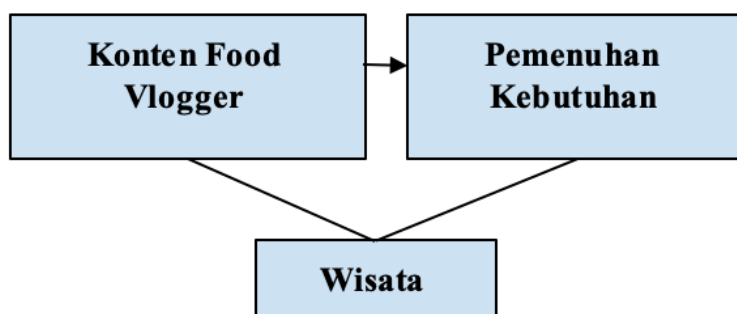 Konten Food
Vlogger
Pemenuhan
Kebutuhan
Wisata